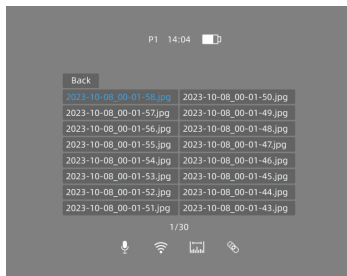 P1 14:04
Back
2023-10-08_00-01-58.jpg 2023-10-08_00-01-50.jpg
2023-10-08_00-01-57.jpg 2023-10-08_00-01-49.jpg
2023-10-08_00-01-56.jpg 2023-10-08_00-01-48.jpg
2023-10-08_00-01-55.jpg 2023-10-08_00-01-47.jpg
2023-10-08_00-01-54.jpg 2023-10-08_00-01-46.jpg
2023-10-08_00-01-53.jpg 2023-10-08_00-01-45.jpg
2023-10-08_00-01-52.jpg 2023-10-08_00-01-44.jpg
2023-10-08_00-01-51.jpg 2023-10-08_00-01-43.jpg
1/30